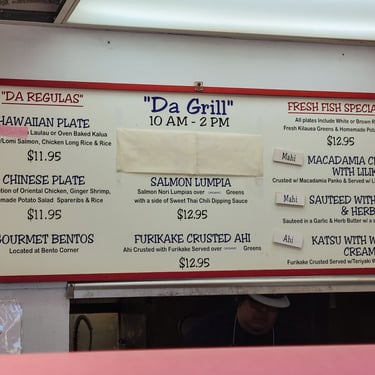 "DA REGULAS"
HAWAIIAN PLATE
Laulau or Oven Baked Kalua
Lomi Salmon, Chicken Long Rice & Rice
$11.95
CHINESE PLATE
tion of Oriental Chicken, Ginger Shrimp,
made Potato Salad Spareribs & Rice
$11.95
GOURMET BENTOS
Located at Bento Corner
"Da Grill"
10 AM - 2 PM
SALMON LUMPIA
Salmon Nori Lumpias over Greens
with a side of Sweet Thai Chili Dipping Sauce
$12.95
FURIKAKE CRUSTED AHI
Ahi Crusted with Furikake Served over Greens
$12.95
FRESH FISH SPECIA
All plates Include White or Brown R
Fresh Kilauea Greens & Homemade Pota
$12.95
Mahi
MACADAMIA C
WITH LILIK
Crusted w/ Macadamia Panko & Served w/ Li
Mahi
SAUTEED WIT
& HERB
Sauteed in a Garlic & Herb Butter w/ a
Ahi
KATSU WITH W
CREAM
Furikake Crusted Served w/Teriyaki W